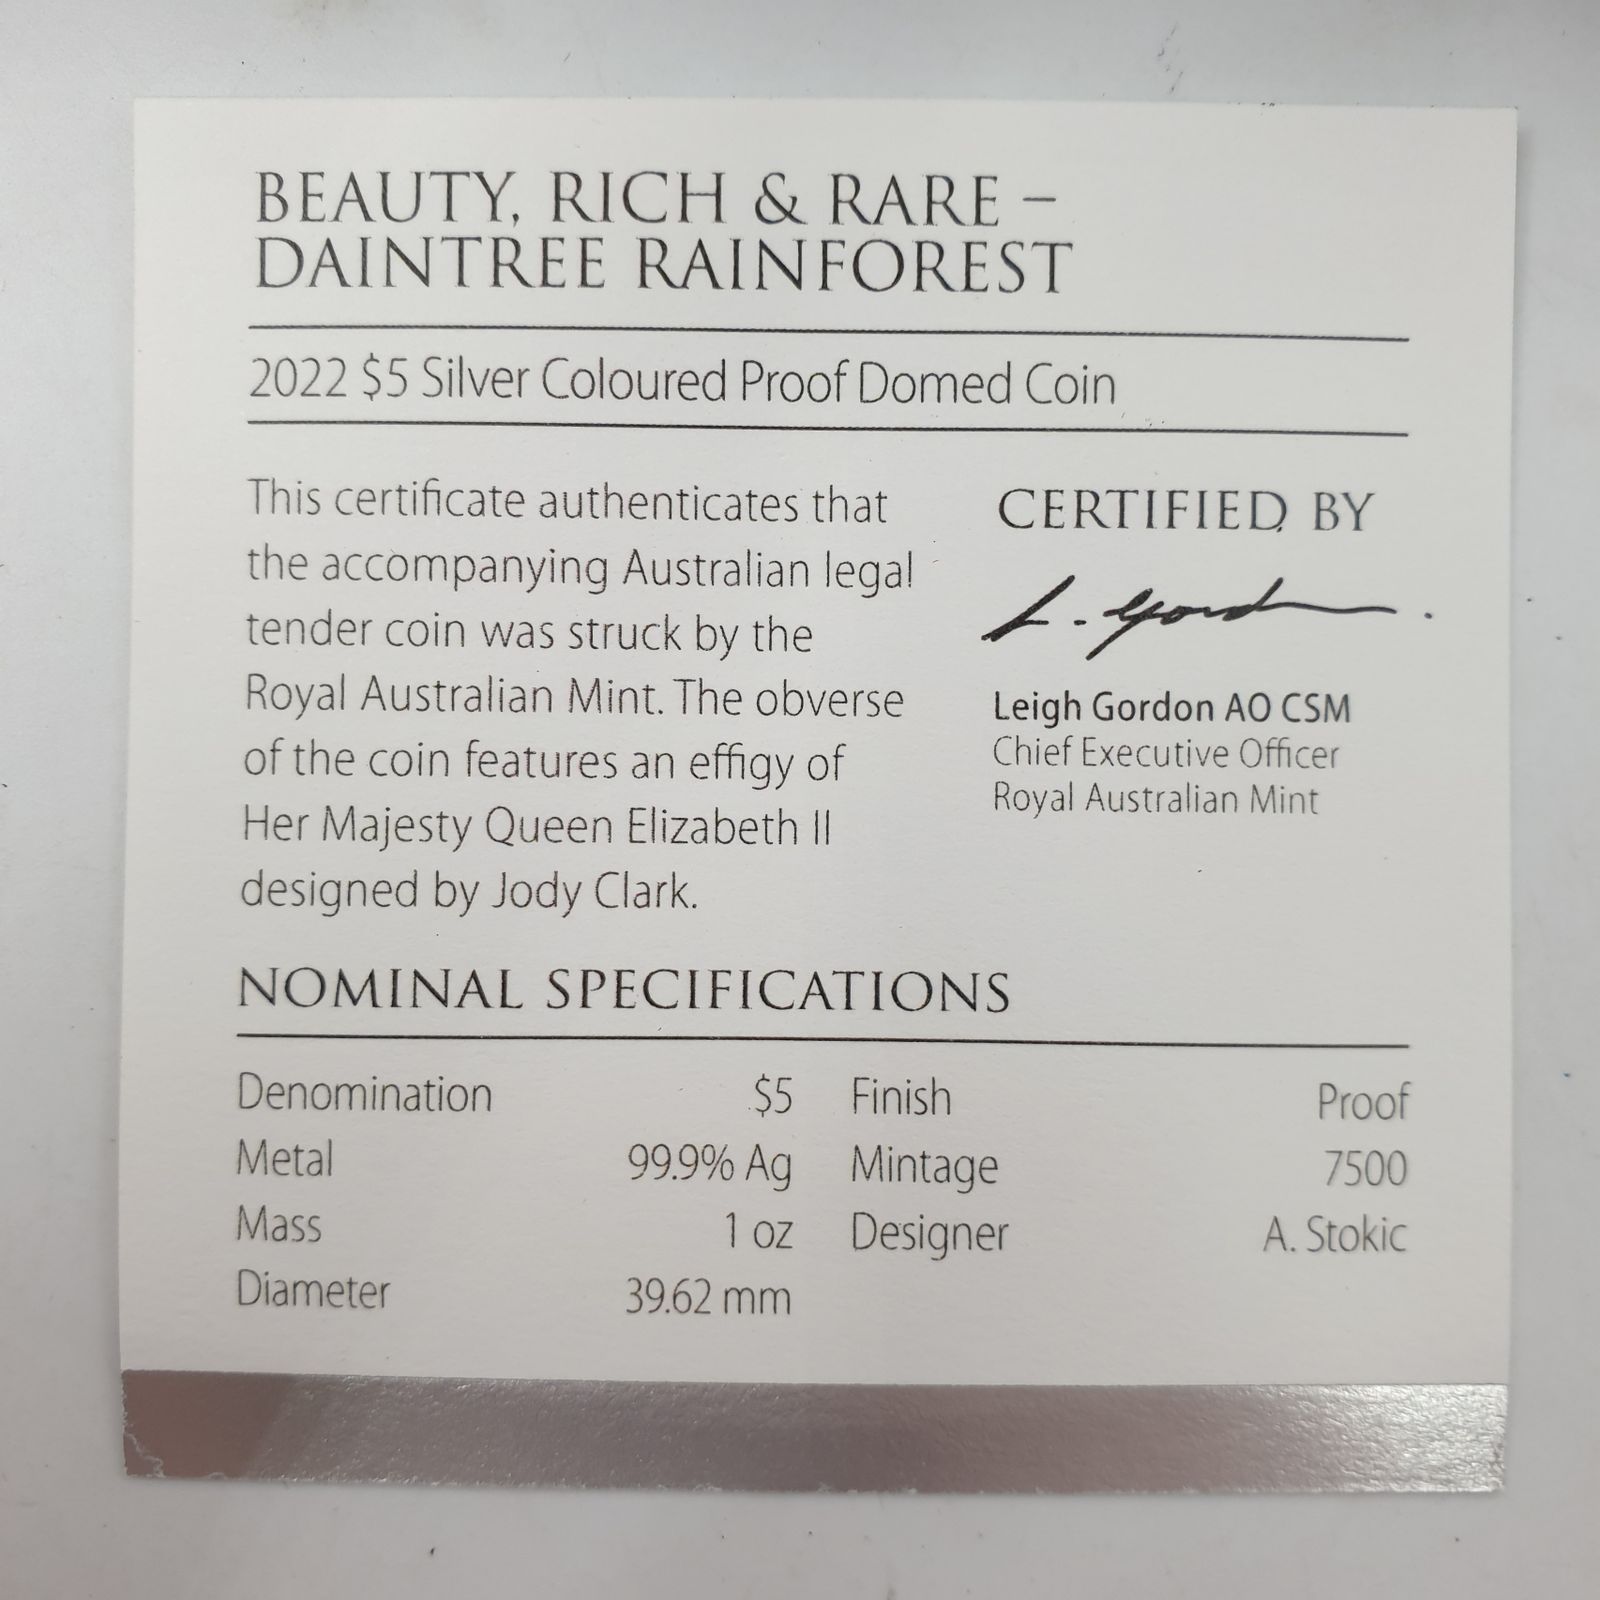 BEAUTY, RICH & RARE –
DAINTREE RAINFOREST
2022 $5 Silver Coloured Proof Domed Coin
This certificate authenticates that
the accompanying Australian legal
tender coin was struck by the
Royal Australian Mint. The obverse
of the coin features an effigy of
Her Majesty Queen Elizabeth II
designed by Jody Clark.
CERTIFIED BY
L. Gordon
Leigh Gordon AO CSM
Chief Executive Officer
Royal Australian Mint
NOMINAL SPECIFICATIONS
Denomination $5
Metal 99.9% Ag
Mass 1 oz
Diameter 39.62 mm
Finish Proof
Mintage 7500
Designer A. Stokic